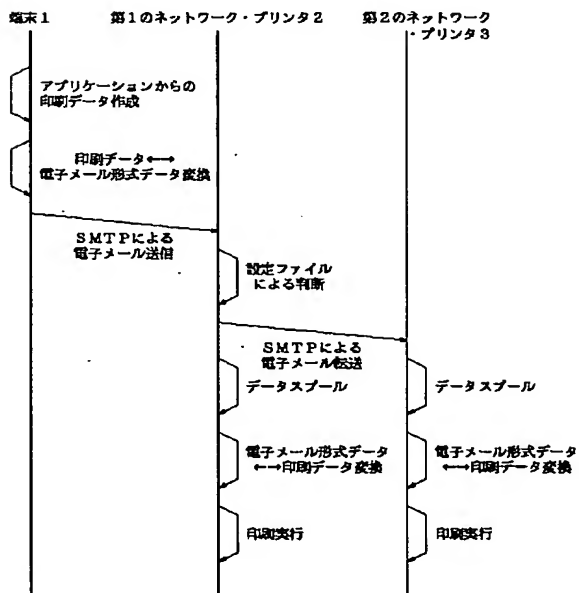 端末1
第1のネットワーク・プリンタ2
第2のネットワーク
・プリンタ3
アプリケーションからの
印刷データ作成
印刷データ←→
電子メール形式データ変換
SMTPによる
電子メール送信
設定ファイル
による判断
SMTPによる
電子メール転送
データスプール
データスプール
電子メール形式データ
←→印刷データ変換
電子メール形式データ
←→印刷データ変換
印刷実行
印刷実行